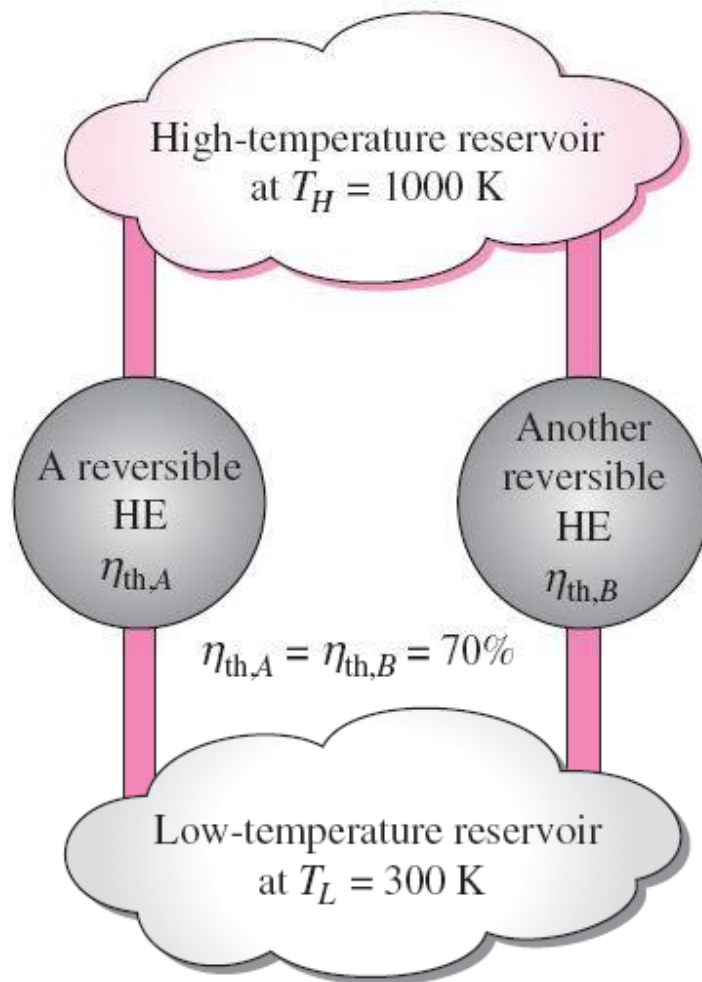 High-temperature reservoir
at T_H = 1000 K
A reversible
HE
η_th,A
Another
reversible
HE
η_th,B
η_th,A = η_th,B = 70%
Low-temperature reservoir
at T_L = 300 K